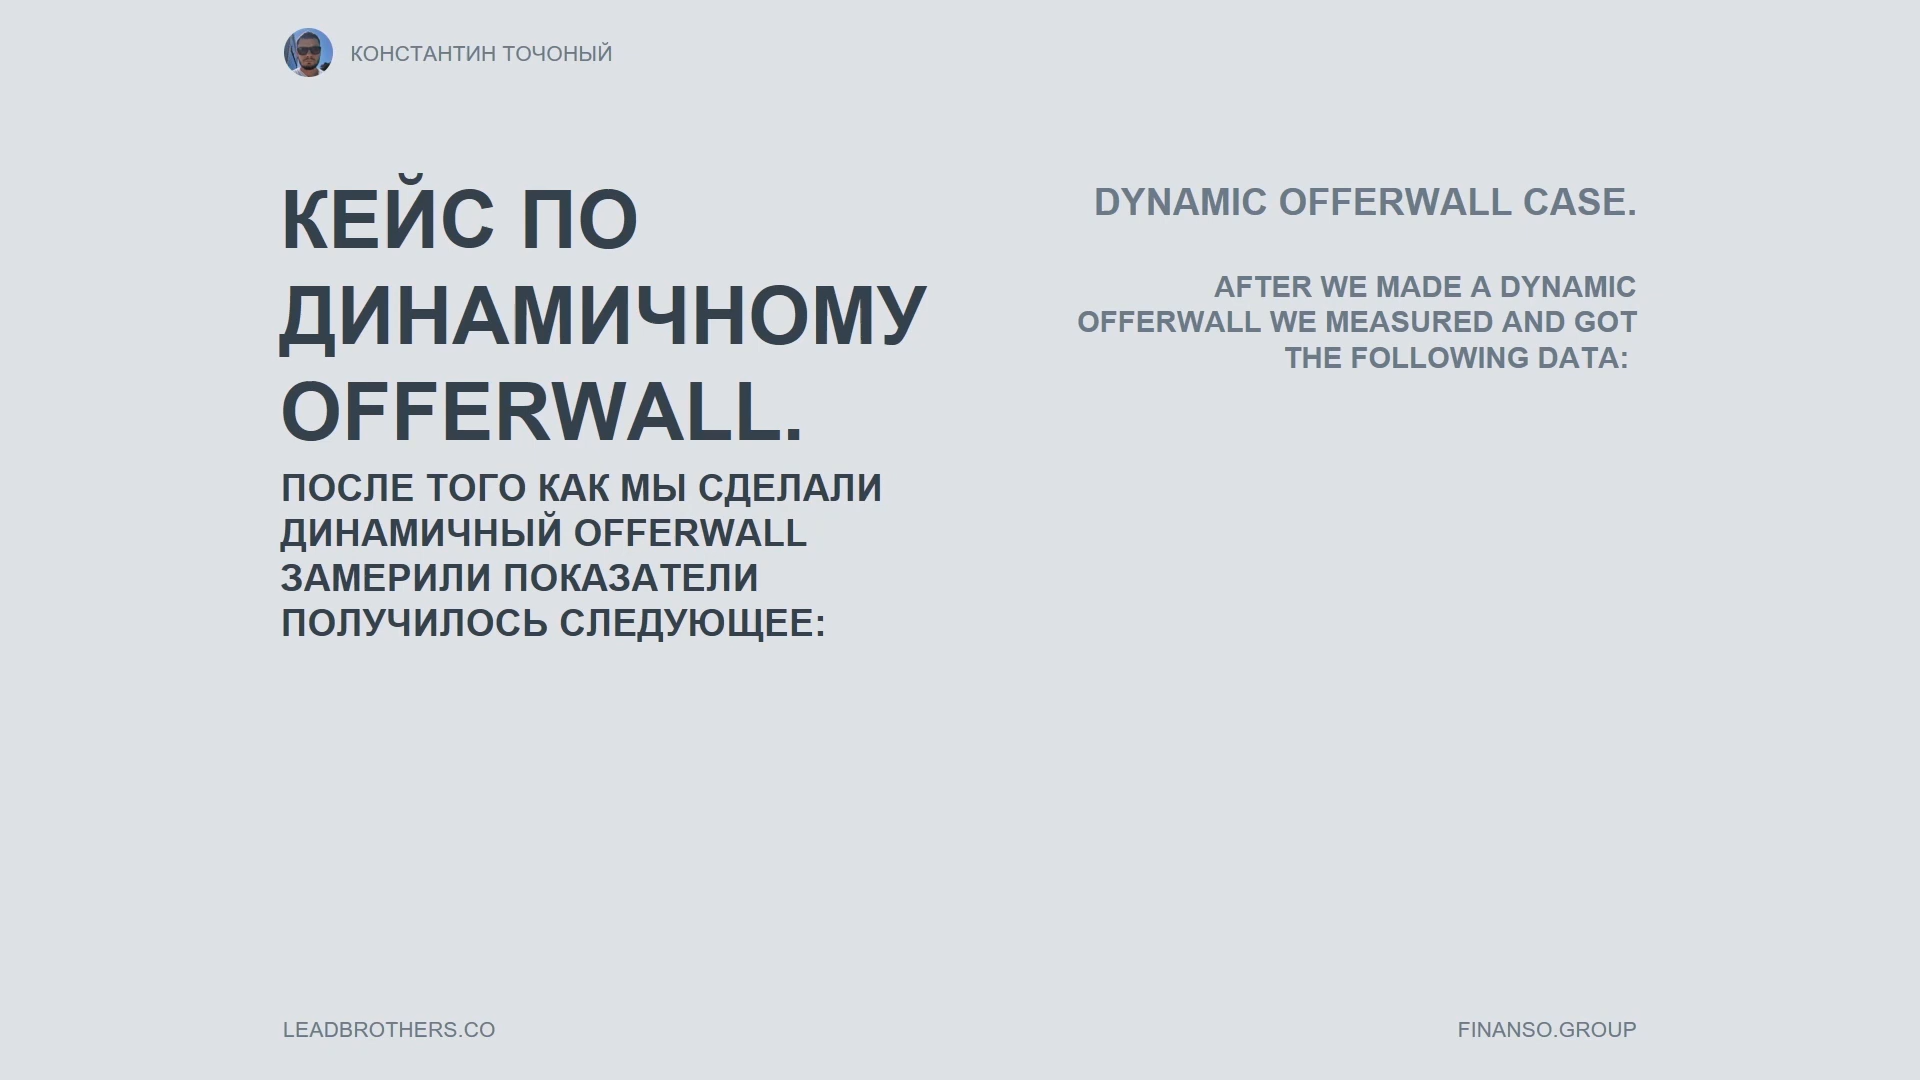 КОНСТАНТИН ТОЧОНЫЙ
КЕЙС ПО
ДИНАМИЧНОМУ
OFFERWALL.
ПОСЛЕ ТОГО КАК МЫ СДЕЛАЛИ
ДИНАМИЧНЫЙ OFFERWALL
ЗАМЕРИЛИ ПОКАЗАТЕЛИ
ПОЛУЧИЛОСЬ СЛЕДУЮЩЕЕ:
DYNAMIC OFFERWALL CASE.
AFTER WE MADE A DYNAMIC
OFFERWALL WE MEASURED AND GOT
THE FOLLOWING DATA:
LEADBROTHERS.CO
FINANSO.GROUP